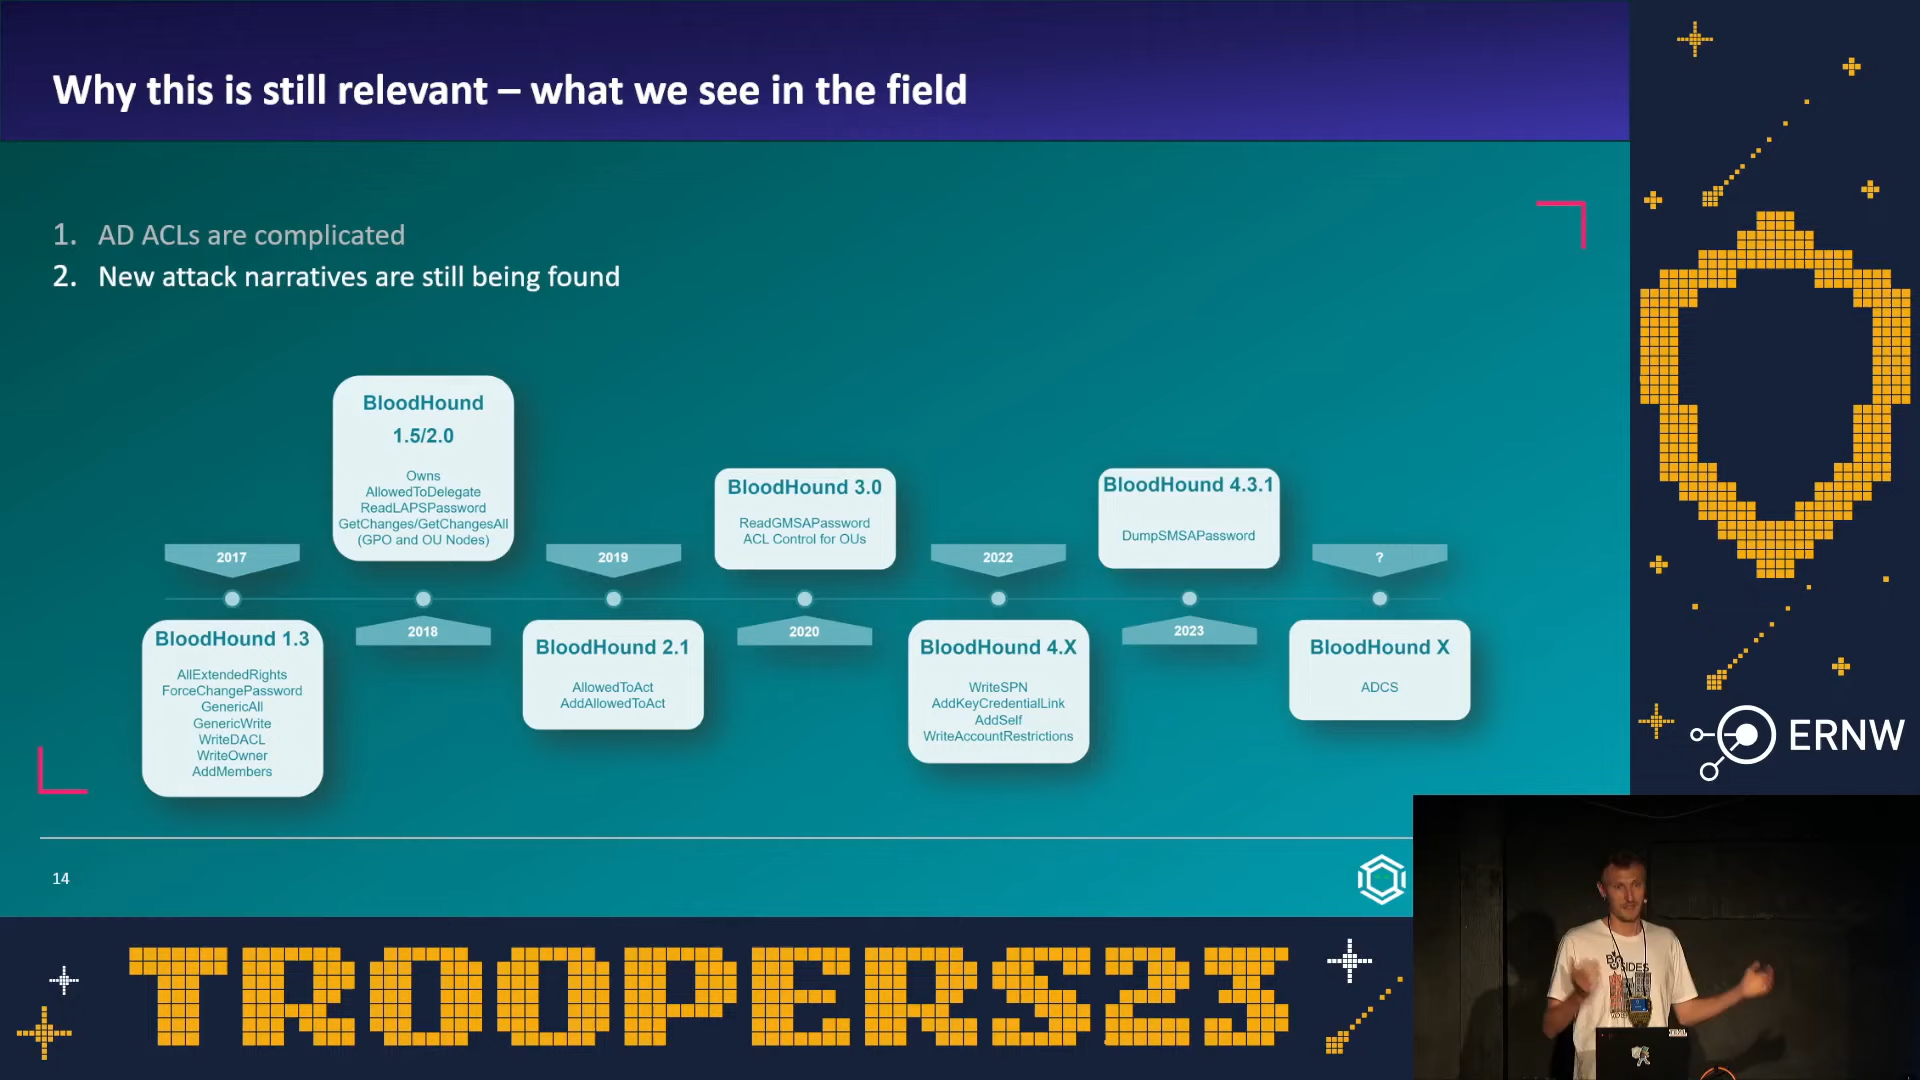 Why this is still relevant – what we see in the field
1. AD ACLs are complicated
2. New attack narratives are still being found
2017
BloodHound 1.3
AllExtendedRights
ForceChangePassword
GenericAll
GenericWrite
WriteDACL
WriteOwner
AddMembers
BloodHound
1.5/2.0
Owns
AllowedToDelegate
ReadLAPSPassword
GetChanges/GetChangesAll
(GPO and OU Nodes)
2018
2019
BloodHound 2.1
AllowedToAct
AddAllowedToAct
BloodHound 3.0
ReadGMSAPassword
ACL Control for OUs
2020
2022
BloodHound 4.X
WriteSPN
AddKeyCredentialLink
AddSelf
WriteAccountRestrictions
BloodHound 4.3.1
DumpSMSAPassword
2023
?
BloodHound X
ADCS
14
ERNW
TROOPERS23
SIDES